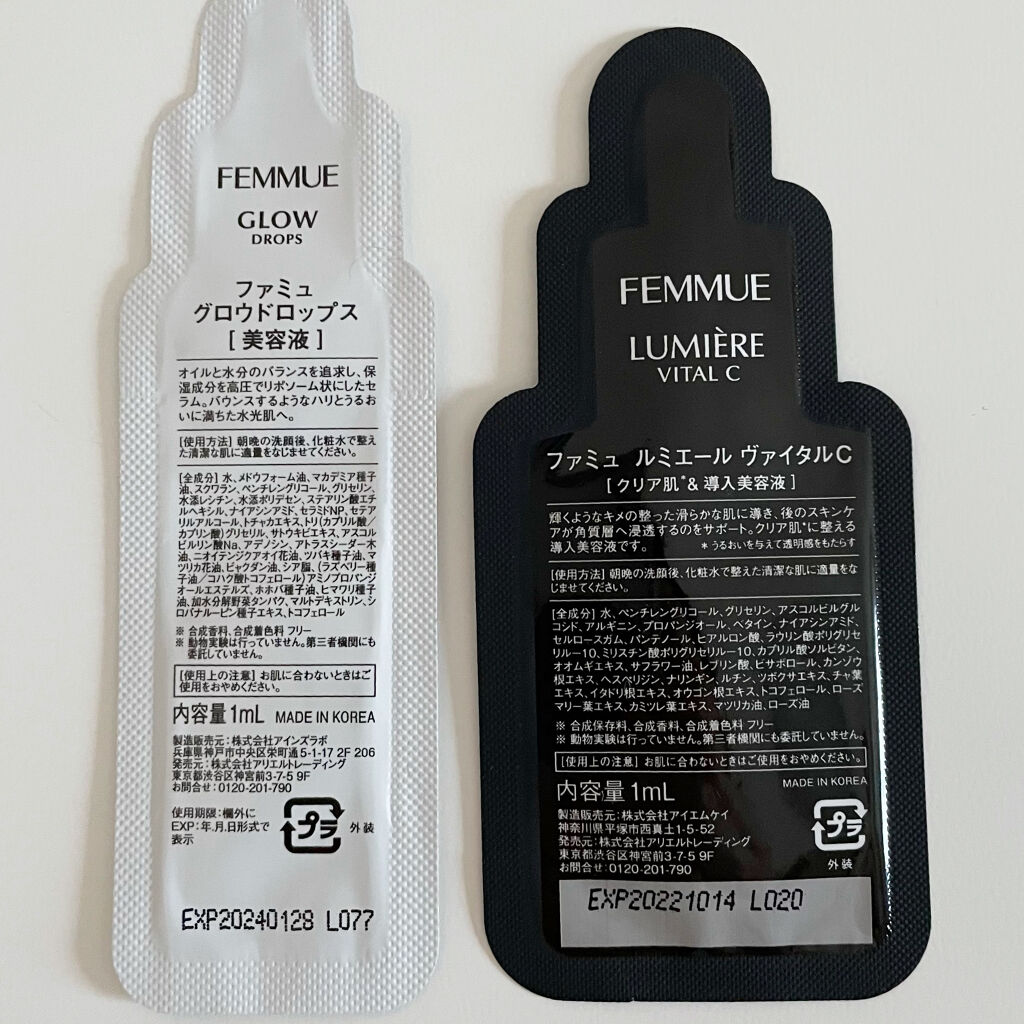 FEMMUE
GLOW
DROPS
ファミュ
グロウドロップス
[ 美容液 ]
オイルと水分のバランスを追求し、保
湿成分を高圧でリポソーム状にしたセ
ラム。バウンスするようなハリとうるお
いに満ちた水光肌へ。
[使用方法] 朝晩の洗顔後、化粧水で整え
た清潔な肌に適量をなじませてください。
[全成分] 水、メドウフォーム油、マカデミア種子
油、スクワラン、ペンチレングリコール、グリセリン、
水添レシチン、水添ポリデセン、ステアリン酸エチ
ルヘキシル、ナイアシンアミド、セラミドNP、セテア
リルアルコール、トチャカエキス、トリ(カプリル酸/
カプリン酸)グリセリル、サトウキビエキス、アスコル
ビルリン酸Na、アデノシン、アトラスシーダー木
油、ニオイテンジクアオイ花油、ツバキ種子油、マ
ツリカ花油、ビャクダン油、シア脂、(ラズベリー種
子油/コハク酸トコフェロール)アミノプロパンジ
オールエステルズ、ホホバ種子油、ヒマワリ種子
油、加水分解野菜タンパク、マルトデキストリン、シ
ロバナルーピン種子エキス、トコフェロール
※ 合成香料、合成着色料 フリー
※ 動物実験は行っていません。第三者機関にも
委託していません。
[使用上の注意] お肌に合わないときはご
使用をおやめください。
内容量 1mL MADE IN KOREA
製造販売元:株式会社アインズラボ
兵庫県神戸市中央区栄町通5-1-17 2F 206
発売元:株式会社アリエルトレーディング
東京都渋谷区神宮前3-7-5 9F
お問合せ:0120-201-790
使用期限:欄外に
EXP:年.月.日形式で
表示
プラ 外装
EXP20240128 L077
FEMMUE
LUMIÈRE
VITAL C
ファミュ ルミエール ヴァイタルC
[ クリア肌*& 導入美容液 ]
輝くようなキメの整った滑らかな肌に導き、後のスキンケ
アが角質層へ浸透するのをサポート。クリア肌*に整える
導入美容液です。 *うるおいを与えて透明感をもたらす
[使用方法] 朝晩の洗顔後、化粧水で整えた清潔な肌に適量をな
じませてください。
[全成分] 水、ペンチレングリコール、グリセリン、アスコルビルグル
コシド、アルギニン、プロパンジオール、ベタイン、ナイアシンアミド、
セルロースガム、パンテノール、ヒアルロン酸、ラウリン酸ポリグリセ
リル-10、ミリスチン酸ポリグリセリル-10、カプリル酸ソルビタン、
オオムギエキス、サフラワー油、レブリン酸、ビサボロール、カンゾウ
根エキス、ヘスペリジン、ナリンギン、ルチン、ツボクサエキス、チャ葉
エキス、イタドリ根エキス、オウゴン根エキス、トコフェロール、ローズ
マリー葉エキス、カミツレ葉エキス、マツリカ油、ローズ油
※ 合成保存料、合成香料、合成着色料 フリー
※ 動物実験は行っていません。第三者機関にも委託していません。
[使用上の注意] お肌に合わないときはご使用をおやめください。
内容量 1mL
MADE IN KOREA
製造販売元:株式会社アイエムケイ
神奈川県平塚市西真土1-5-52
発売元:株式会社アリエルトレーディング
東京都渋谷区神宮前3-7-5 9F
お問合せ:0120-201-790
プラ
外装
EXP20221014 L020